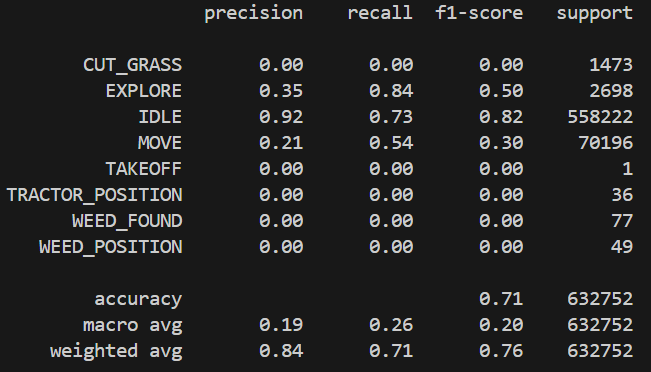 precision recall f1-score support
CUT_GRASS 0.00 0.00 0.00 1473
EXPLORE 0.35 0.84 0.50 2698
IDLE 0.92 0.73 0.82 558222
MOVE 0.21 0.54 0.30 70196
TAKEOFF 0.00 0.00 0.00 1
TRACTOR_POSITION 0.00 0.00 0.00 36
WEED_FOUND 0.00 0.00 0.00 77
WEED_POSITION 0.00 0.00 0.00 49
accuracy 0.71 632752
macro avg 0.19 0.26 0.20 632752
weighted avg 0.84 0.71 0.76 632752